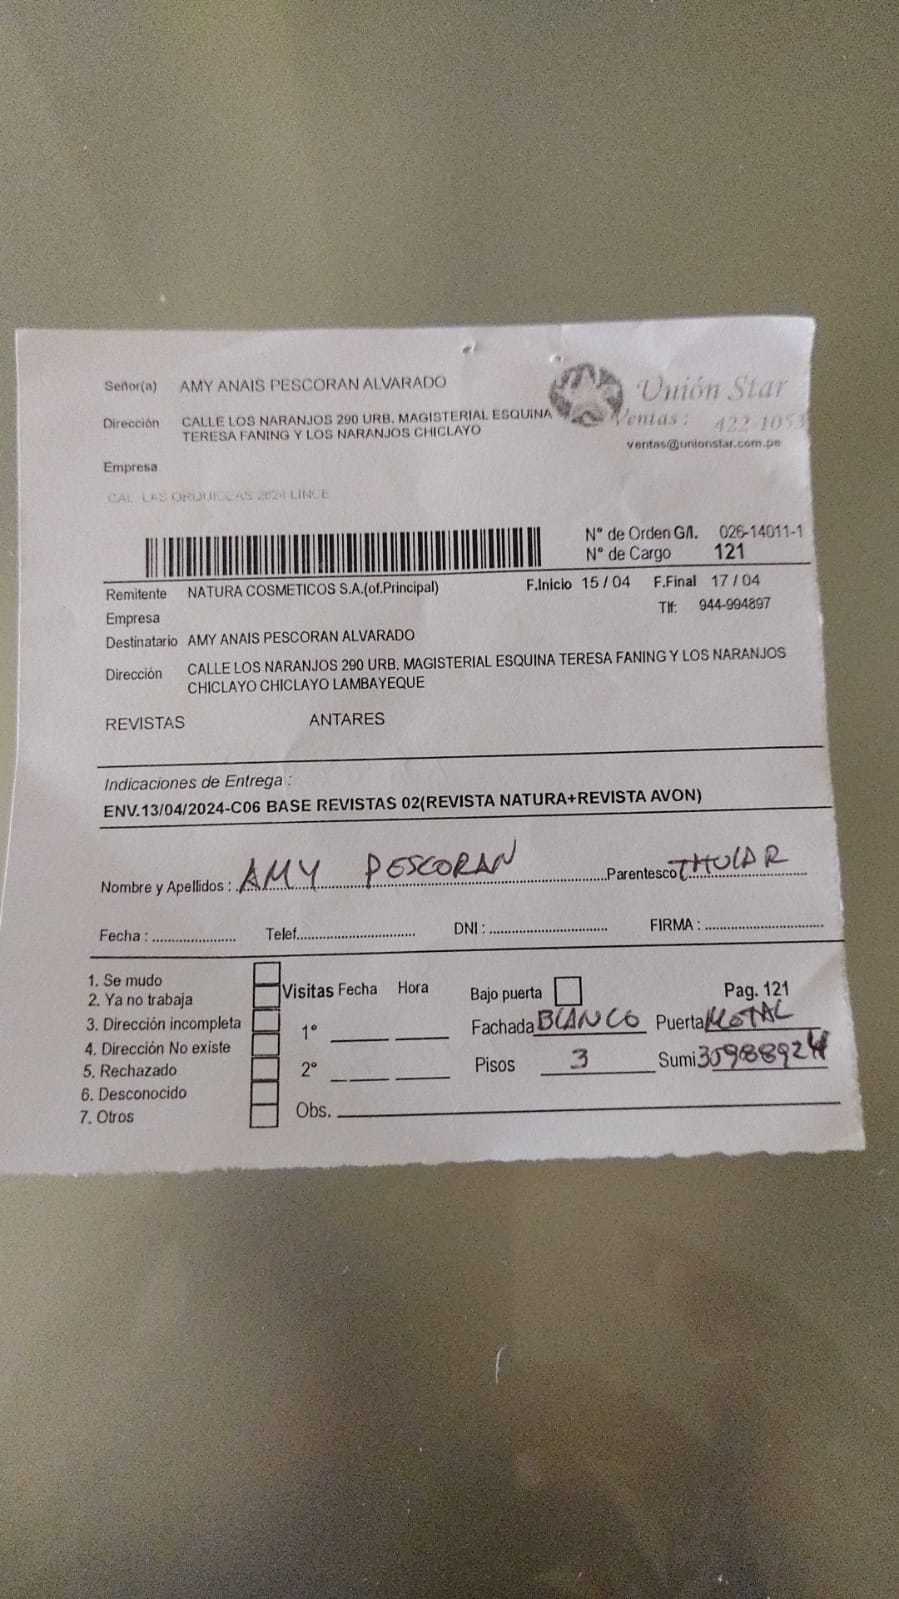 Señor(a) AMY ANAIS PESCORAN ALVARADO
Unión Star
Dirección CALLE LOS NARANJOS 290 URB. MAGISTERIAL ESQUINA
TERESA FANING Y LOS NARANJOS CHICLAYO
Ventas: 422-1053
ventas@unionstar.com.pe
Empresa
CAL. LAS ORQUIDEAS 2624 LINCE
N° de Orden G/l. 026-14011-1
N° de Cargo 121
Remitente NATURA COSMETICOS S.A.(of.Principal) F.Inicio 15 / 04 F.Final 17 / 04
Empresa Tlf: 944-994897
Destinatario AMY ANAIS PESCORAN ALVARADO
Dirección CALLE LOS NARANJOS 290 URB. MAGISTERIAL ESQUINA TERESA FANING Y LOS NARANJOS
CHICLAYO CHICLAYO LAMBAYEQUE
REVISTAS ANTARES
Indicaciones de Entrega :
ENV.13/04/2024-C06 BASE REVISTAS 02(REVISTA NATURA+REVISTA AVON)
Nombre y Apellidos : AMY PESCORAN Parentesco TITULAR
Fecha : Telef. DNI : FIRMA :
1. Se mudo
2. Ya no trabaja
3. Dirección incompleta
4. Dirección No existe
5. Rechazado
6. Desconocido
7. Otros
Visitas Fecha Hora
1°
2°
Obs.
Bajo puerta Pag. 121
Fachada BLANCO Puerta METAL
Pisos 3 Sumi 30988924